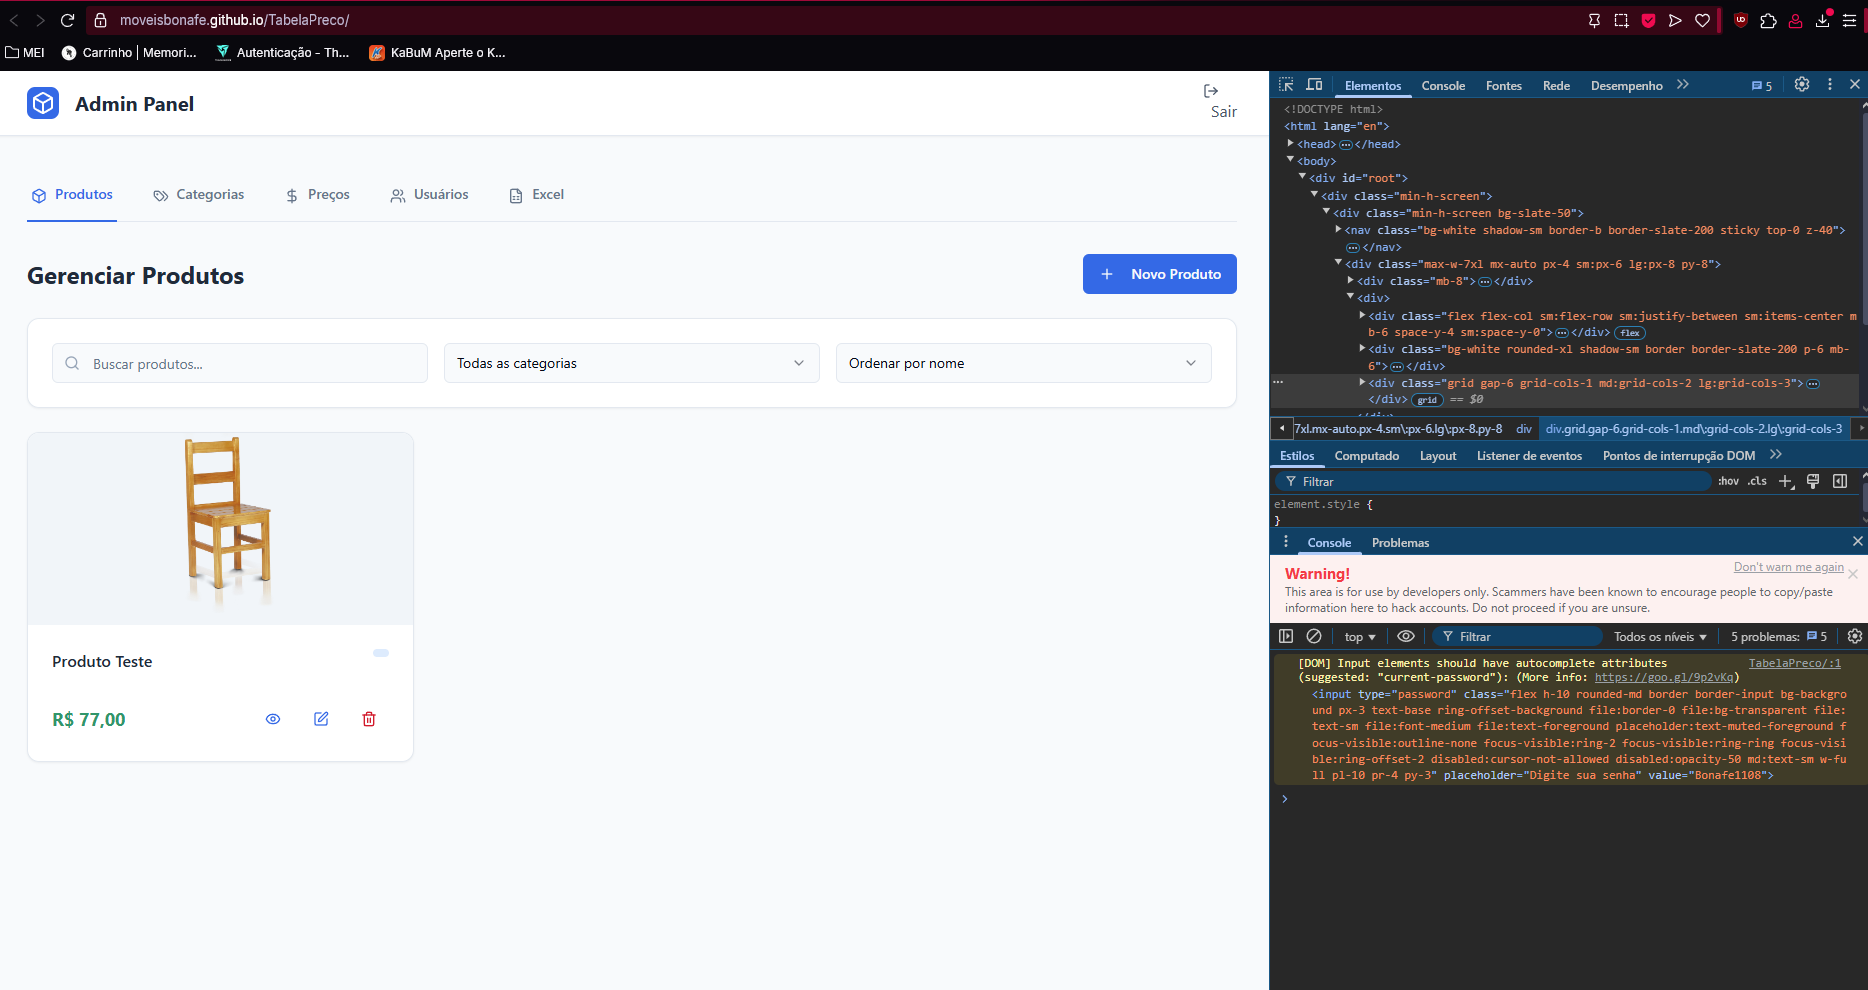 moveisbonafe.github.io/TabelaPreco/
MEI
Carrinho | Memori...
Autenticação - Th...
KaBuM Aperte o K...
Admin Panel
Sair
Produtos
Categorias
Preços
Usuários
Excel
Gerenciar Produtos
Novo Produto
Buscar produtos...
Todas as categorias
Ordenar por nome
Produto Teste
R$ 77,00
Elementos
Console
Fontes
Rede
Desempenho
5
<!DOCTYPE html>
<html lang="en">
<head> </head>
<body>
<div id="root">
<div class="min-h-screen">
<div class="min-h-screen bg-slate-50">
<nav class="bg-white shadow-sm border-b border-slate-200 sticky top-0 z-40">
</nav>
<div class="max-w-7xl mx-auto px-4 sm:px-6 lg:px-8 py-8">
<div class="mb-8"> </div>
<div>
<div class="flex flex-col sm:flex-row sm:justify-between sm:items-center m
b-6 space-y-4 sm:space-y-0"> </div> flex
<div class="bg-white rounded-xl shadow-sm border border-slate-200 p-6 mb-
6"> </div>
<div class="grid gap-6 grid-cols-1 md:grid-cols-2 lg:grid-cols-3">
</div> grid == $0
</div>
7xl.mx-auto.px-4.sm\:px-6.lg\:px-8.py-8
div
div.grid.gap-6.grid-cols-1.md\:grid-cols-2.lg\:grid-cols-3
Estilos
Computado
Layout
Listener de eventos
Pontos de interrupção DOM
Filtrar
:hov .cls
element.style {
}
Console
Problemas
Warning!
Don't warn me again
This area is for use by developers only. Scammers have been known to encourage people to copy/paste
information here to hack accounts. Do not proceed if you are unsure.
top
Filtrar
Todos os níveis
5 problemas: 5
[DOM] Input elements should have autocomplete attributes TabelaPreco/:1
(suggested: "current-password"): (More info: https://goo.gl/9p2vKq)
<input type="password" class="flex h-10 rounded-md border border-input bg-backgro
und px-3 text-base ring-offset-background file:border-0 file:bg-transparent file:
text-sm file:font-medium file:text-foreground placeholder:text-muted-foreground f
ocus-visible:outline-none focus-visible:ring-2 focus-visible:ring-ring focus-visi
ble:ring-offset-2 disabled:cursor-not-allowed disabled:opacity-50 md:text-sm w-fu
ll pl-10 pr-4 py-3" placeholder="Digite sua senha" value="Bonafe1108">